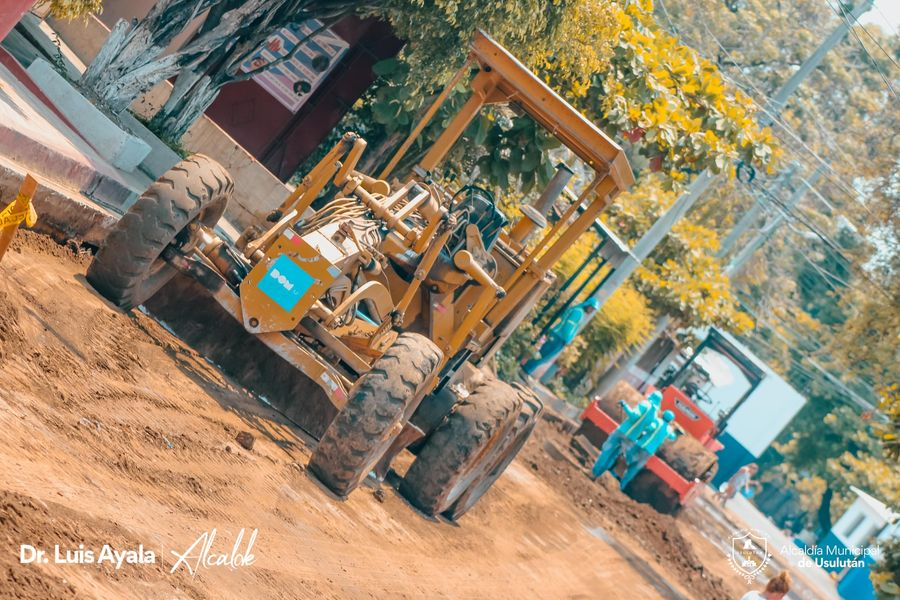 Dr. Luis Ayala | Alcalde
Alcaldía Municipal
de Usulután